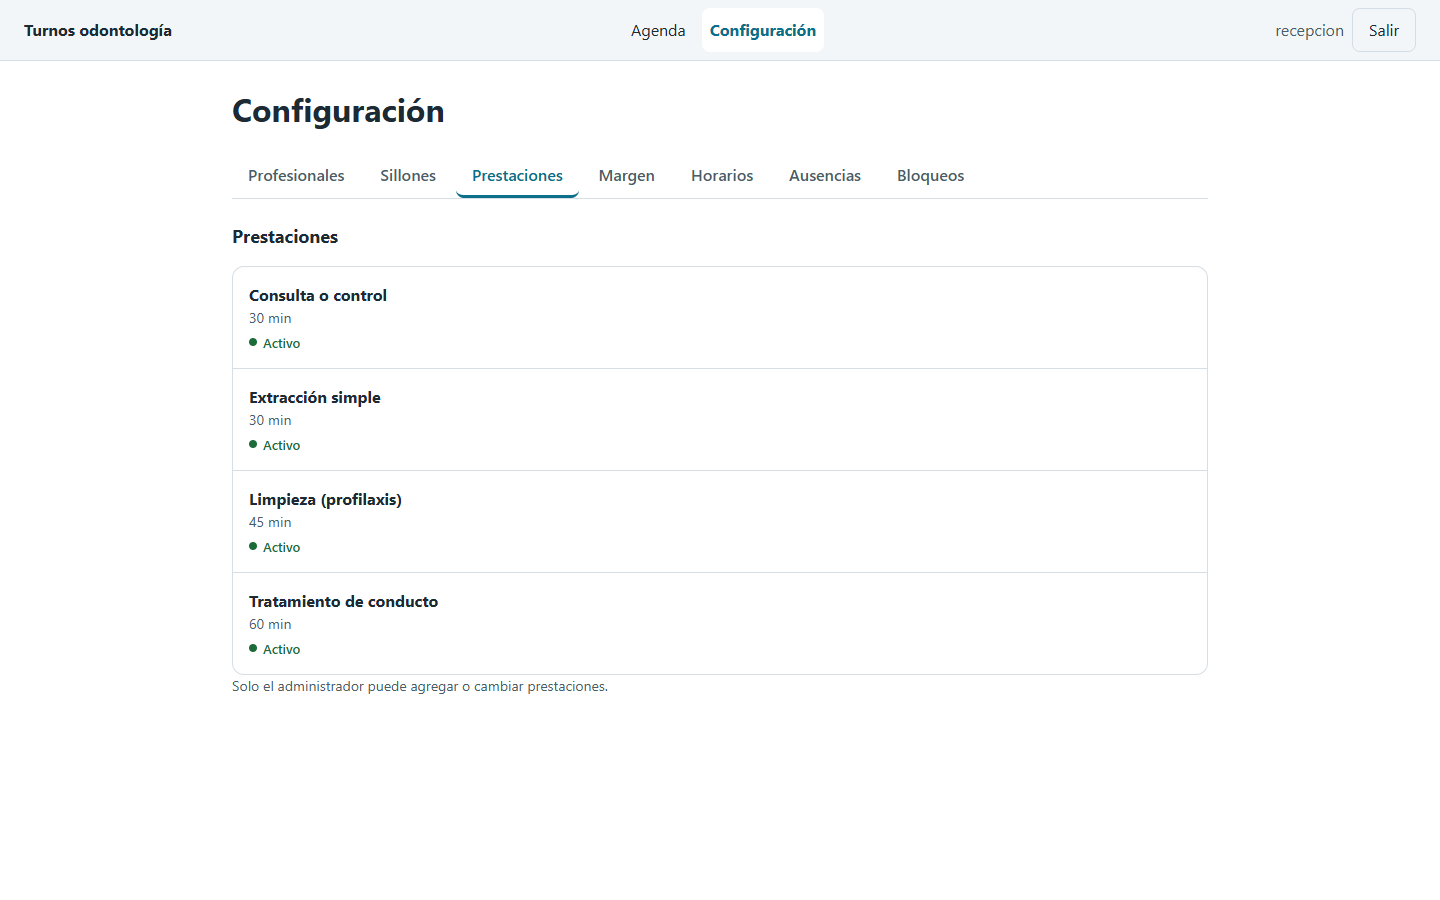 Turnos odontología
Agenda
Configuración
recepcion
Salir
Configuración
Profesionales
Sillones
Prestaciones
Margen
Horarios
Ausencias
Bloqueos
Prestaciones
Consulta o control
30 min
Activo
Extracción simple
30 min
Activo
Limpieza (profilaxis)
45 min
Activo
Tratamiento de conducto
60 min
Activo
Solo el administrador puede agregar o cambiar prestaciones.